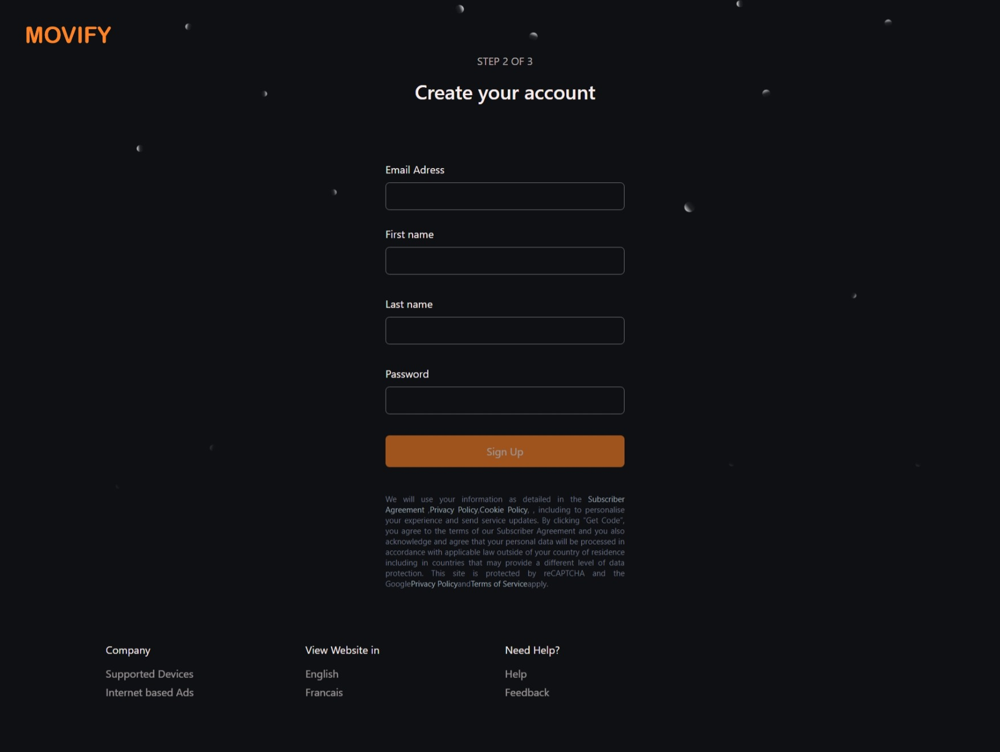 MOVIFY
STEP 2 OF 3
Create your account
Email Adress
First name
Last name
Password
Sign Up
We will use your information as detailed in the Subscriber
Agreement ,Privacy Policy,Cookie Policy, , including to personalise
your experience and send service updates. By clicking “Get Code”,
you agree to the terms of our Subscriber Agreement and you also
acknowledge and agree that your personal data will be processed in
accordance with applicable law outside of your country of residence
including in countries that may provide a different level of data
protection. This site is protected by reCAPTCHA and the
GooglePrivacy PolicyandTerms of Serviceapply.
Company
Supported Devices
Internet based Ads
View Website in
English
Francais
Need Help?
Help
Feedback